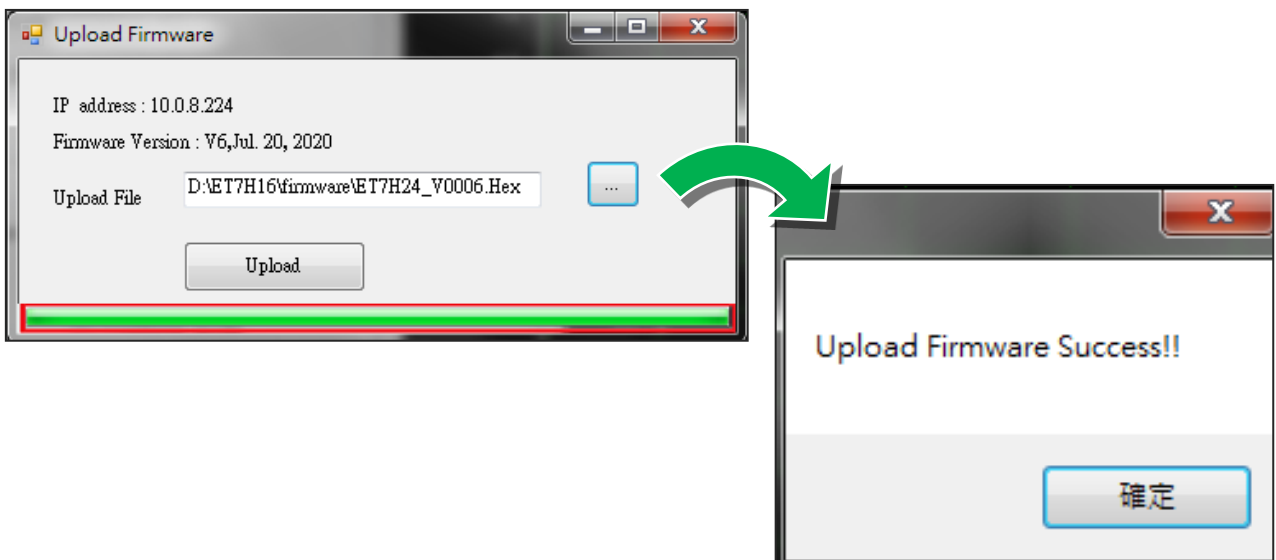 Upload Firmware
IP address : 10.0.8.224
Firmware Version : V6,Jul. 20, 2020
Upload File
D:\ET7H16\firmware\ET7H24_V0006.Hex
...
Upload
Upload Firmware Success!!
確定